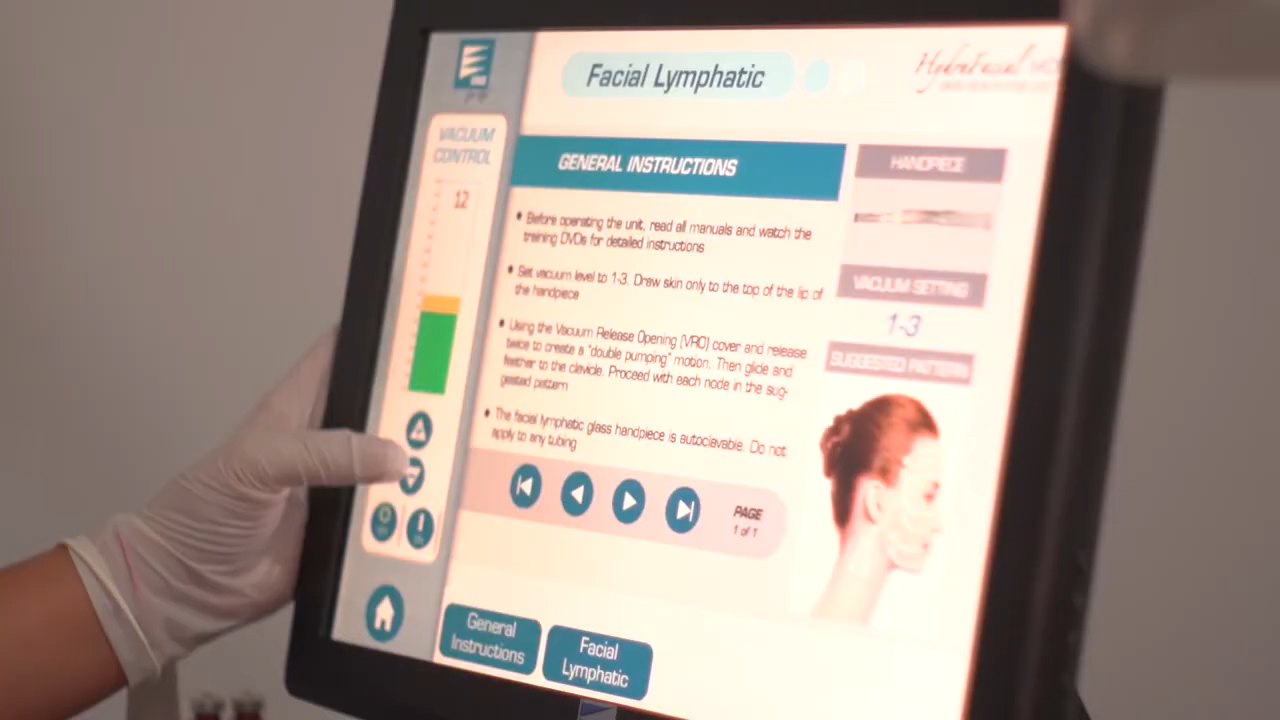 Facial Lymphatic
HydraFacial
VACUUM
CONTROL
12
GENERAL INSTRUCTIONS
• Before operating the unit, read all manuals and watch the
training DVDs for detailed instructions
• Set vacuum level to 1-3. Draw skin only to the top of the lip of
the handpiece
• Using the Vacuum Release Opening (VRO) cover and release
twice to create a "double pumping" motion. Then glide and
feather to the clavicle. Proceed with each node in the sug-
gested pattern
• The facial lymphatic glass handpiece is autoclavable. Do not
apply to any tubing
HANDPIECE
VACUUM SETTING
1-3
SUGGESTED PATTERN
PAGE
1 of 1
General
Instructions
Facial
Lymphatic